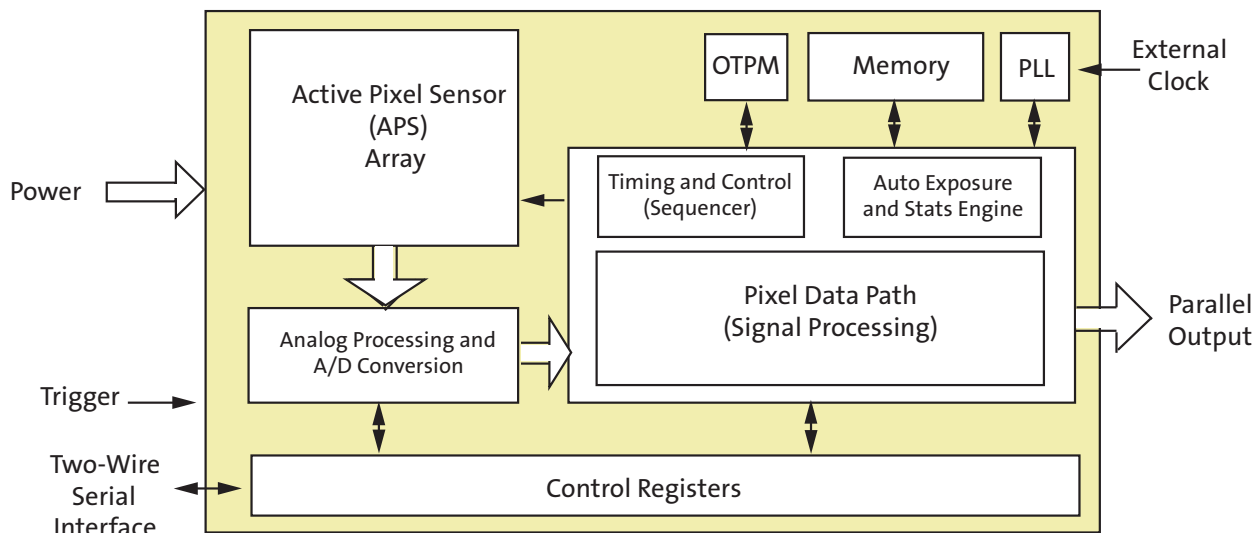 Active Pixel Sensor
(APS)
Array
OTPM
Memory
PLL
External
Clock
Power
Timing and Control
(Sequencer)
Auto Exposure
and Stats Engine
Pixel Data Path
(Signal Processing)
Parallel
Output
Analog Processing and
A/D Conversion
Trigger
Two-Wire
Serial
Interface
Control Registers